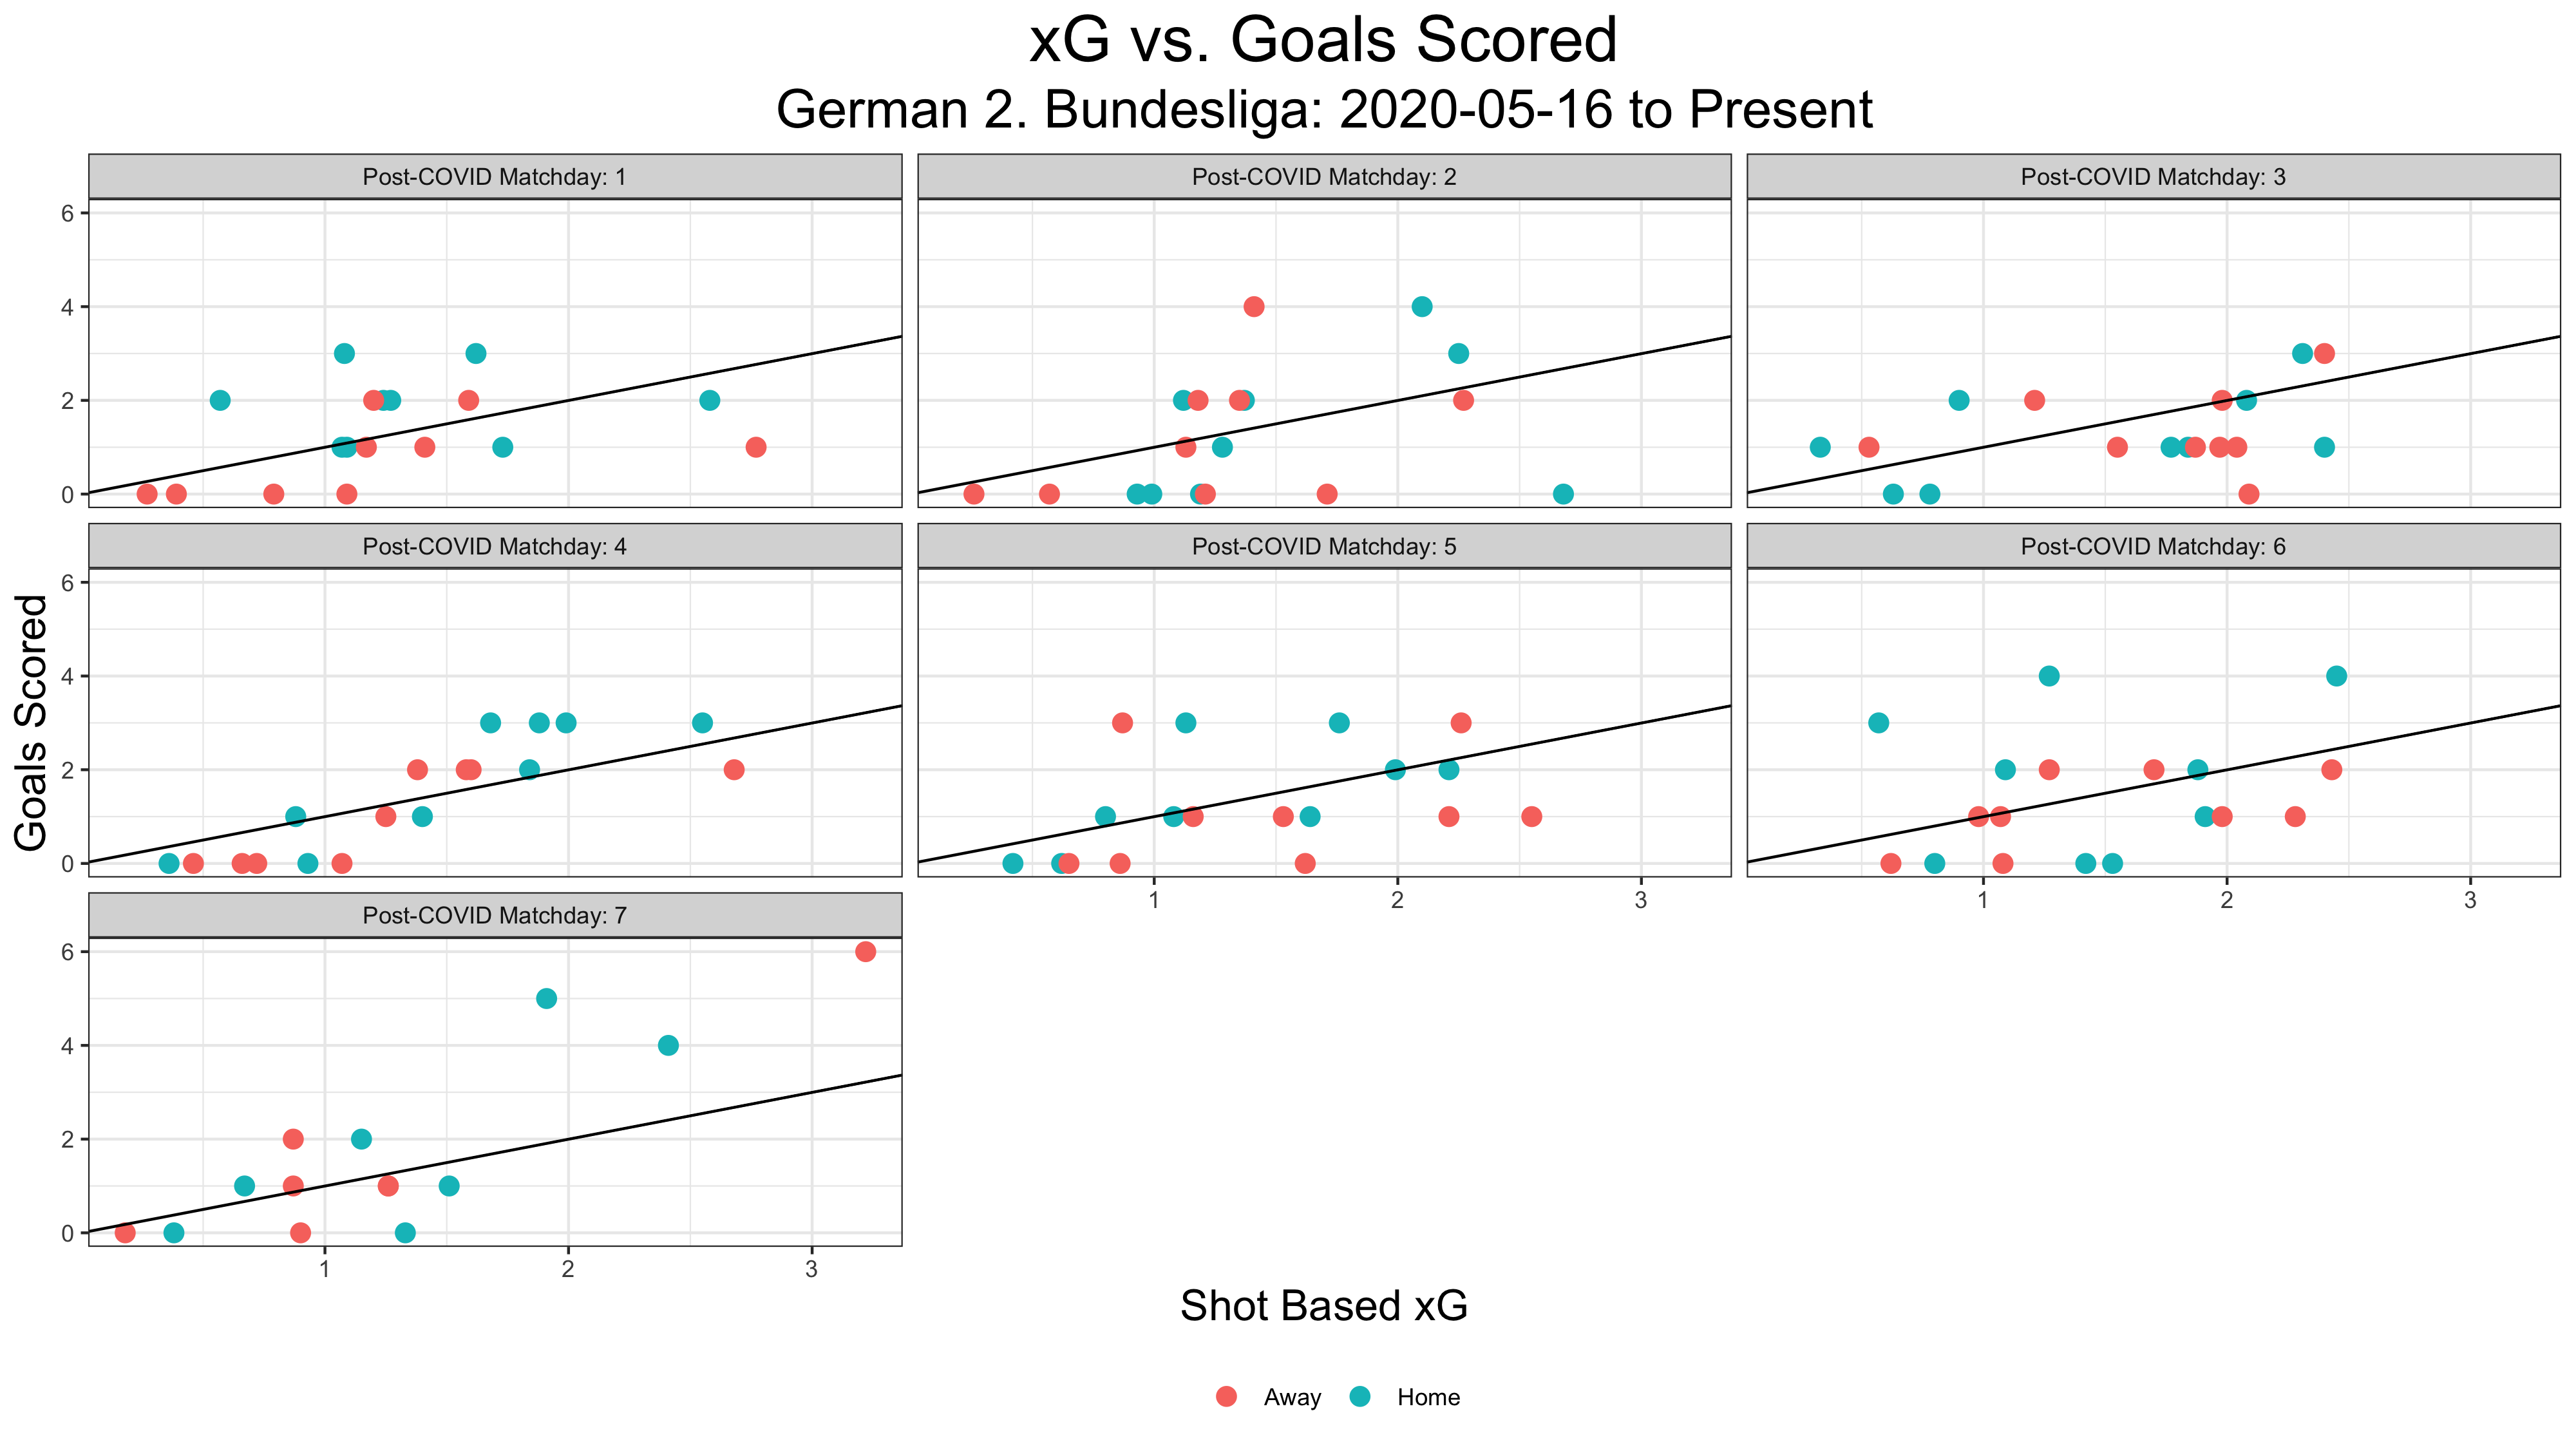 xG vs. Goals Scored
German 2. Bundesliga: 2020-05-16 to Present
Post-COVID Matchday: 1
Post-COVID Matchday: 2
Post-COVID Matchday: 3
6
4
2
0
Post-COVID Matchday: 4
Post-COVID Matchday: 5
Post-COVID Matchday: 6
Goals Scored
6
4
2
0
1 2 3
1 2 3
Post-COVID Matchday: 7
6
4
2
0
1 2 3
Shot Based xG
Away Home